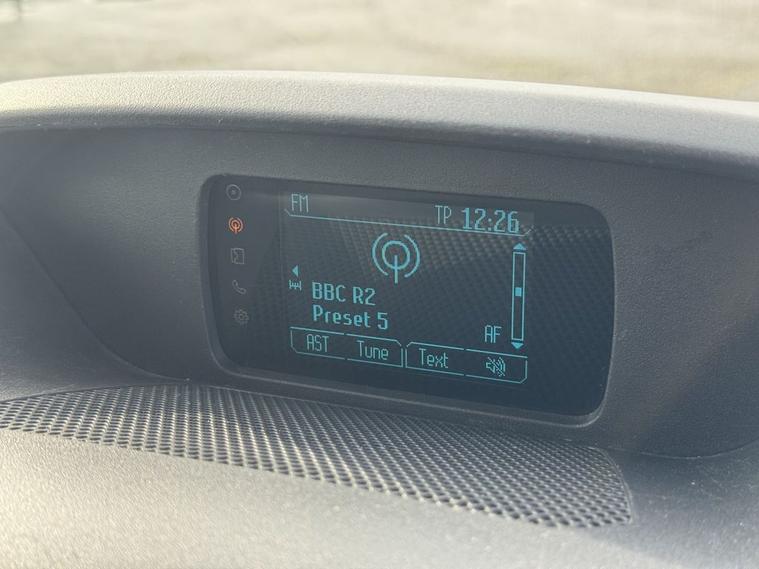 FM TP 12:26
BBC R2
Preset 5
AF
AST Tune Text